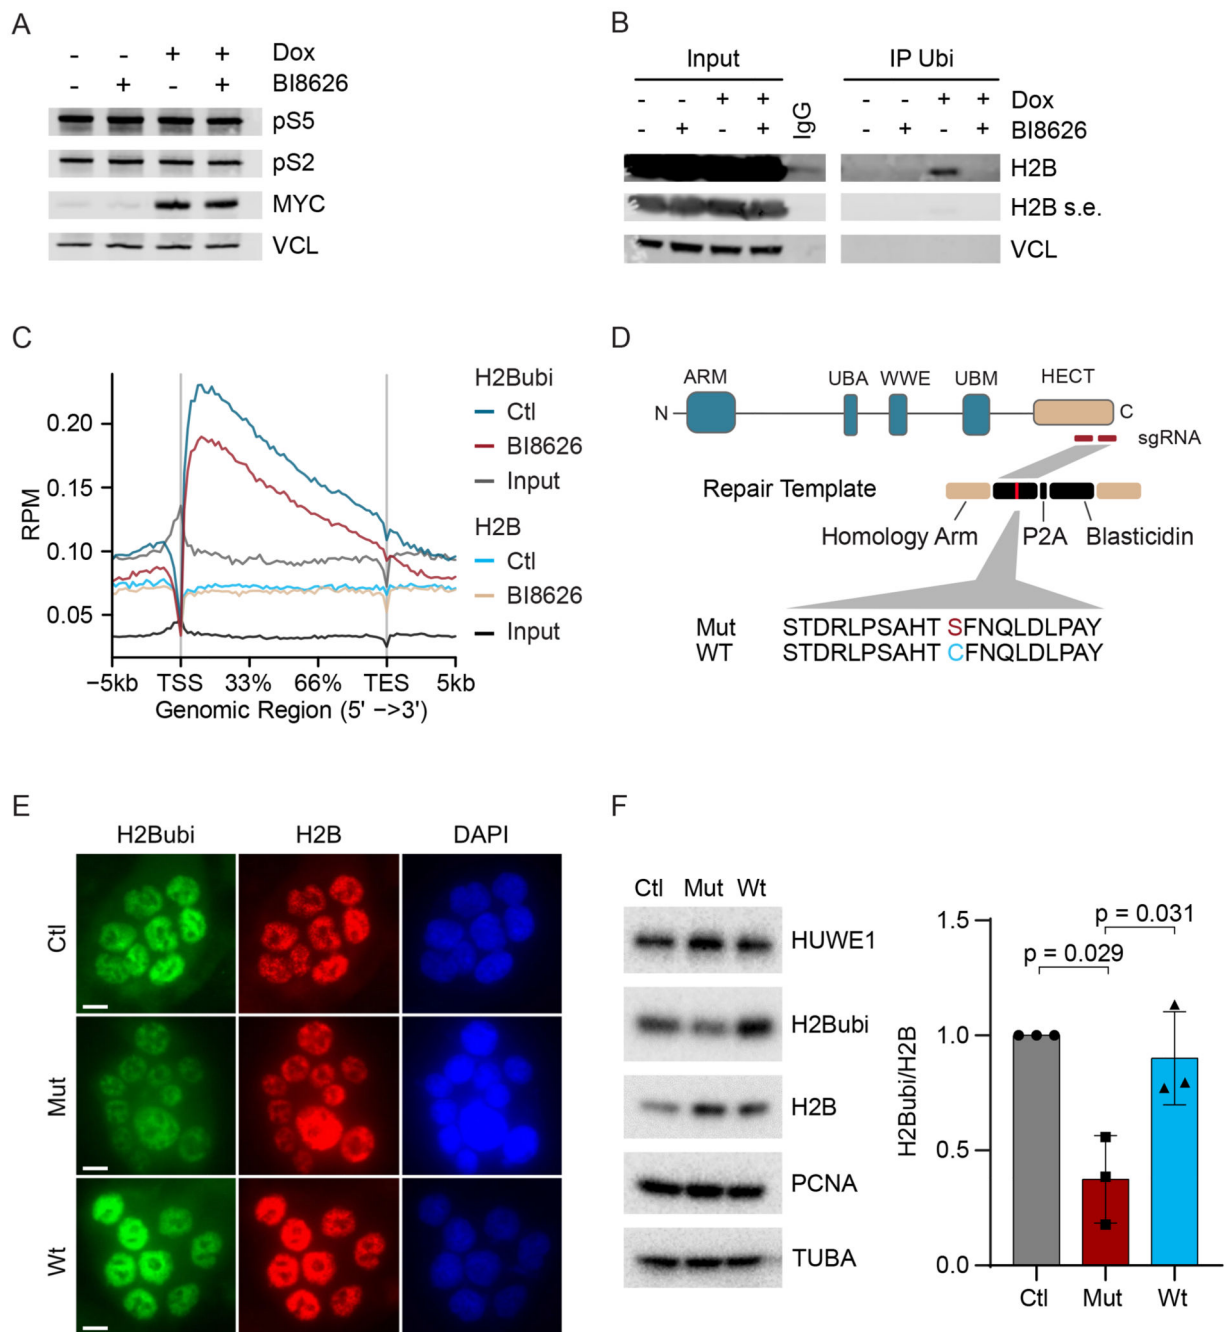 A
- - + + Dox
- + - + BI8626
pS5
pS2
MYC
VCL
B
Input IP Ubi
- - + + IgG - - + + Dox
- + - + - + - + BI8626
H2B
H2B s.e.
VCL
C
RPM
0.20
0.15
0.10
0.05
−5kb TSS 33% 66% TES 5kb
Genomic Region (5' −>3')
H2Bubi
Ctl
BI8626
Input
H2B
Ctl
BI8626
Input
D
ARM UBA WWE UBM HECT
N C
sgRNA
Repair Template
Homology Arm P2A Blasticidin
Mut STDRLPSAHT SFNQLDLPAY
WT STDRLPSAHT CFNQLDLPAY
E
H2Bubi H2B DAPI
Ctl
Mut
Wt
F
Ctl Mut Wt
HUWE1
H2Bubi
H2B
PCNA
TUBA
H2Bubi/H2B
1.5
1.0
0.5
0.0
p = 0.031
p = 0.029
Ctl Mut Wt